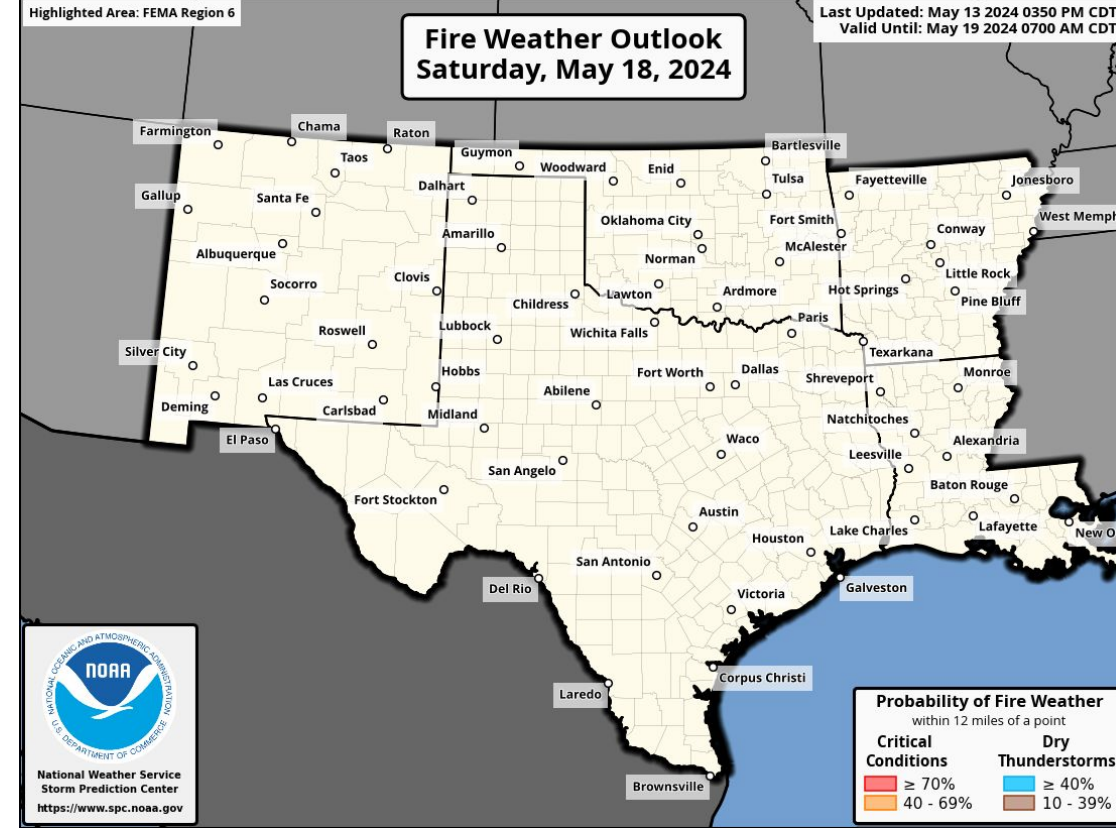 Highlighted Area: FEMA Region 6
Last Updated: May 13 2024 0350 PM CDT
Valid Until: May 19 2024 0700 AM CDT
Fire Weather Outlook
Saturday, May 18, 2024
Farmington
Chama
Raton
Taos
Guymon
Woodward
Enid
Bartlesville
Tulsa
Fayetteville
Jonesboro
Gallup
Santa Fe
Dalhart
Oklahoma City
Fort Smith
West Memph
Albuquerque
Amarillo
Norman
McAlester
Conway
Socorro
Clovis
Childress
Lawton
Ardmore
Hot Springs
Little Rock
Pine Bluff
Roswell
Lubbock
Wichita Falls
Paris
Texarkana
Silver City
Hobbs
Fort Worth
Dallas
Shreveport
Monroe
Deming
Las Cruces
Carlsbad
Midland
Abilene
Natchitoches
El Paso
San Angelo
Waco
Leesville
Alexandria
Fort Stockton
Austin
Baton Rouge
Houston
Lake Charles
Lafayette
New O
Del Rio
San Antonio
Victoria
Galveston
Laredo
Corpus Christi
Brownsville
NATIONAL OCEANIC AND ATMOSPHERIC ADMINISTRATION
NOAA
U.S. DEPARTMENT OF COMMERCE
National Weather Service
Storm Prediction Center
https://www.spc.noaa.gov
Probability of Fire Weather
within 12 miles of a point
Critical Conditions
≥ 70%
40 - 69%
Dry Thunderstorms
≥ 40%
10 - 39%